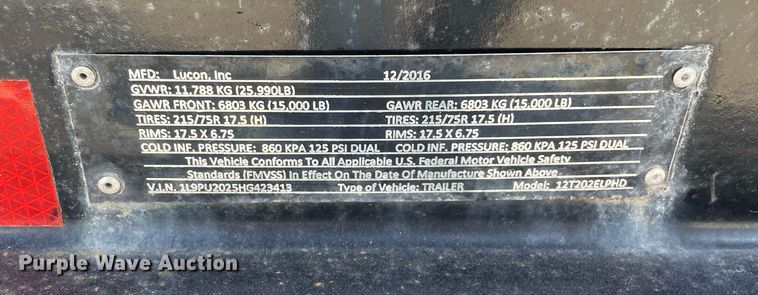 MFD: Lucon, Inc 12/2016
GVWR: 11.788 KG (25.990LB)
GAWR FRONT: 6803 KG (15.000 LB) GAWR REAR: 6803 KG (15.000 LB)
TIRES: 215/75R 17.5 (H) TIRES: 215/75R 17.5 (H)
RIMS: 17.5 X 6.75 RIMS: 17.5 X 6.75
COLD INF. PRESSURE: 860 KPA 125 PSI DUAL COLD INF. PRESSURE: 860 KPA 125 PSI DUAL
This Vehicle Conforms To All Applicable U.S. Federal Motor Vehicle Safety
Standards (FMVSS) In Effect On The Date Of Manufacture Shown Above
V.I.N. 1L9PU2025HG423413 Type of Vehicle: TRAILER Model: 12T202ELPHD
Purple Wave Auction